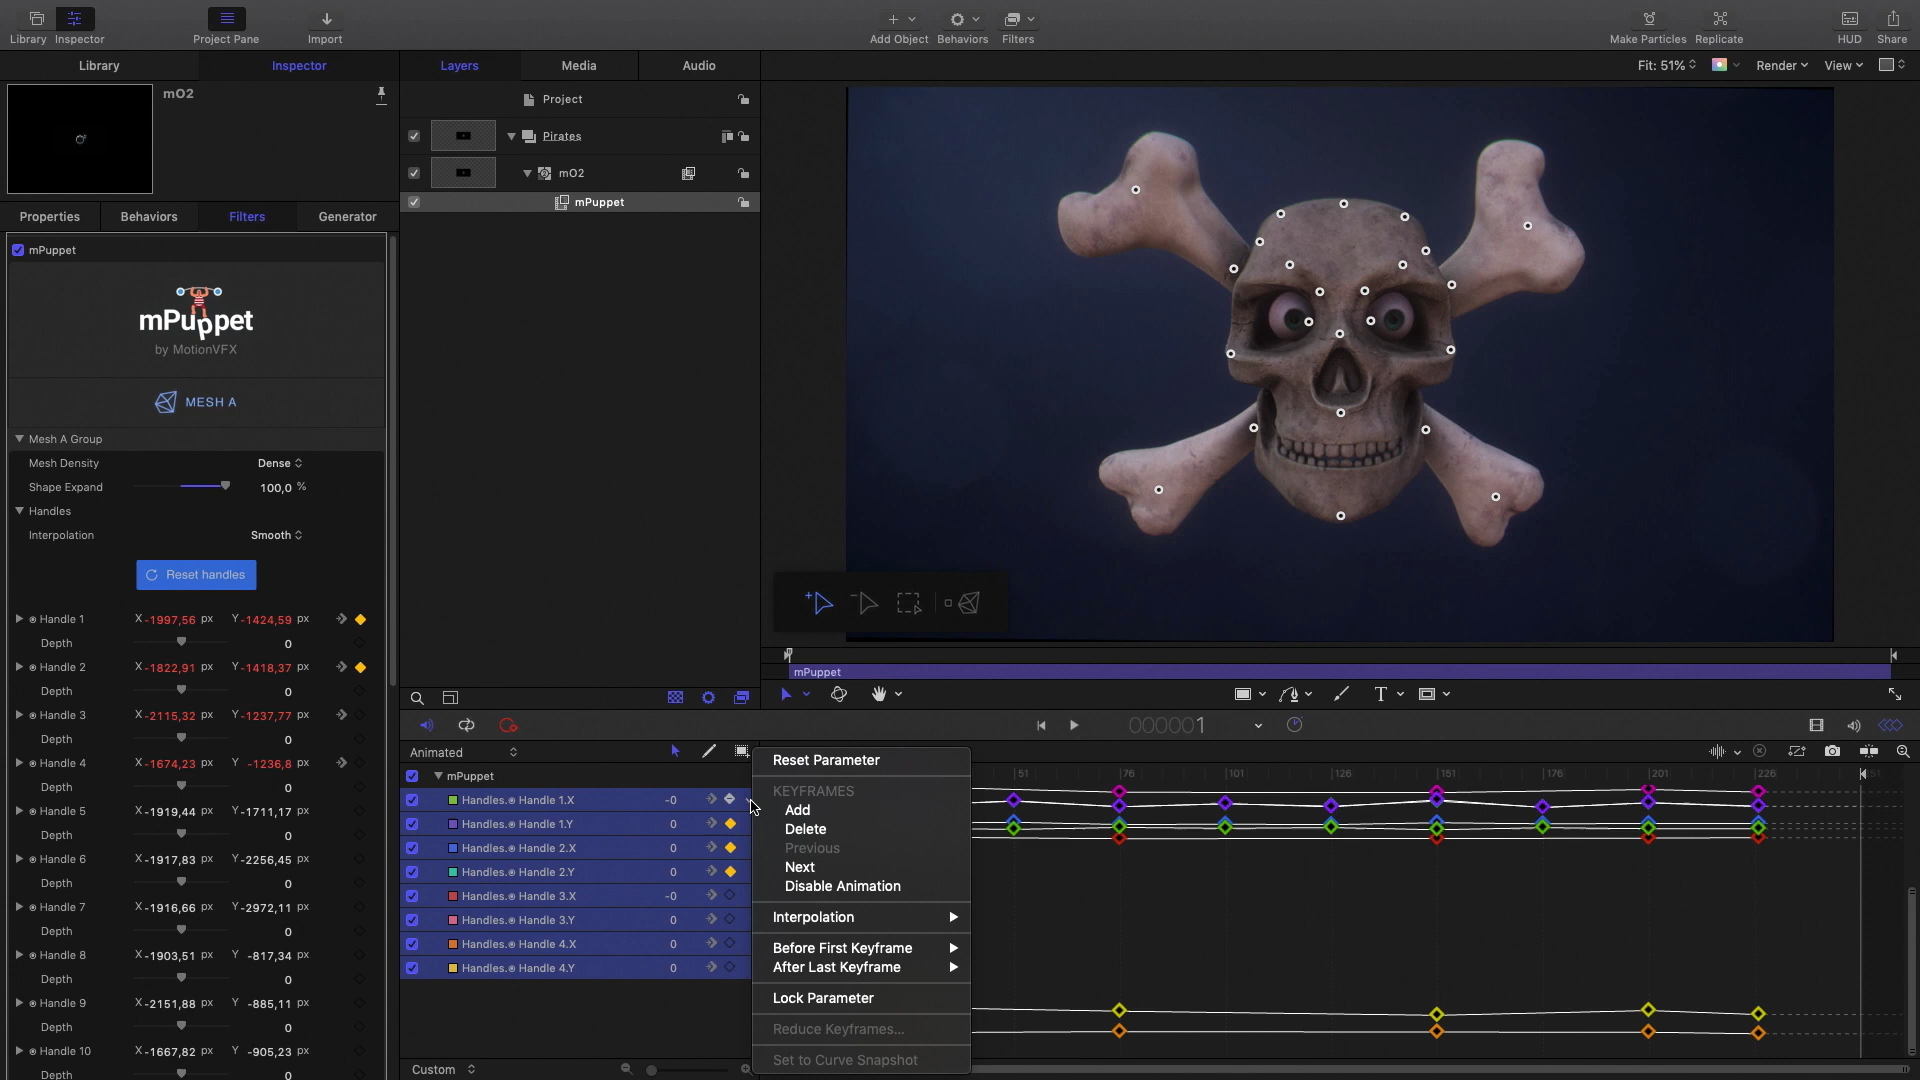 Library Inspector Project Pane Import Add Object Behaviors Filters Make Particles Replicate HUD Share
Library Inspector Layers Media Audio Fit: 51% Render View
mO2
Project
Pirates
mO2
mPuppet
Properties Behaviors Filters Generator
mPuppet
mPuppet
by MotionVFX
MESH A
Mesh A Group
Mesh Density Dense
Shape Expand 100,0 %
Handles
Interpolation Smooth
Reset handles
Handle 1 X -1997,56 px Y -1424,59 px
Depth 0
Handle 2 X -1822,91 px Y -1418,37 px
Depth 0
Handle 3 X -2115,32 px Y -1237,77 px
Depth 0
Handle 4 X -1674,23 px Y -1236,8 px
Depth 0
Handle 5 X -1919,44 px Y -1711,17 px
Depth 0
Handle 6 X -1917,83 px Y -2256,45 px
Depth 0
Handle 7 X -1916,66 px Y -2972,11 px
Depth 0
Handle 8 X -1903,51 px Y -817,34 px
Depth 0
Handle 9 X -2151,88 px Y -885,11 px
Depth 0
Handle 10 X -1667,82 px Y -905,23 px
Depth 0
mPuppet
T
0000001
Animated
mPuppet
Handles. Handle 1.X -0
Handles. Handle 1.Y 0
Handles. Handle 2.X 0
Handles. Handle 2.Y 0
Handles. Handle 3.X -0
Handles. Handle 3.Y 0
Handles. Handle 4.X 0
Handles. Handle 4.Y 0
Custom
Reset Parameter
KEYFRAMES
Add
Delete
Previous
Next
Disable Animation
Interpolation
Before First Keyframe
After Last Keyframe
Lock Parameter
Reduce Keyframes...
Set to Curve Snapshot
51 76 101 126 151 176 201 226